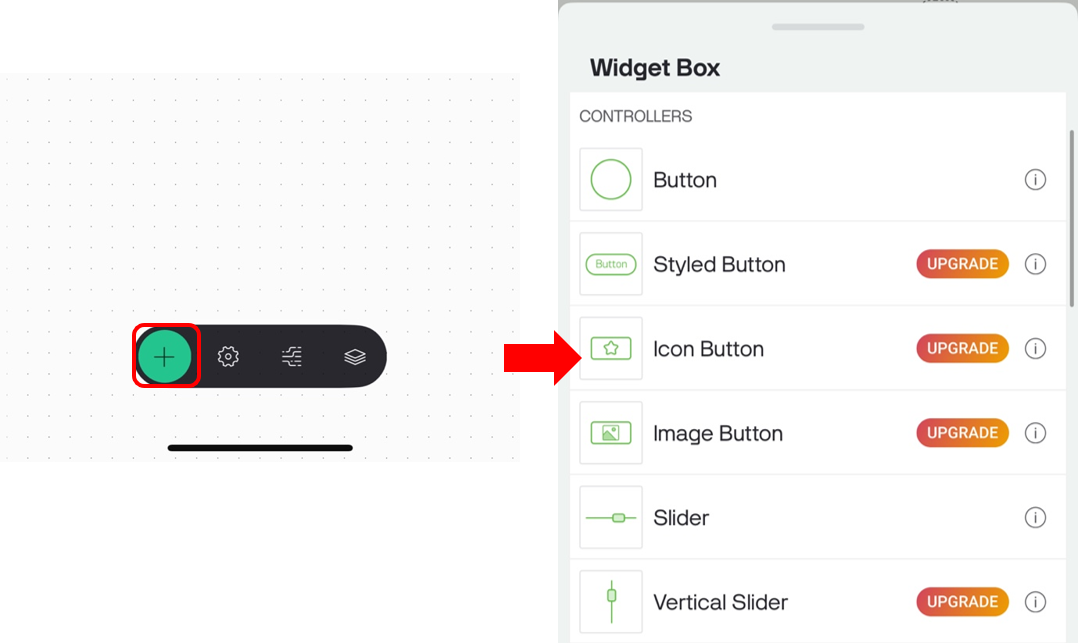 Widget Box
CONTROLLERS
Button
Button Styled Button UPGRADE
Icon Button UPGRADE
Image Button UPGRADE
Slider
Vertical Slider UPGRADE